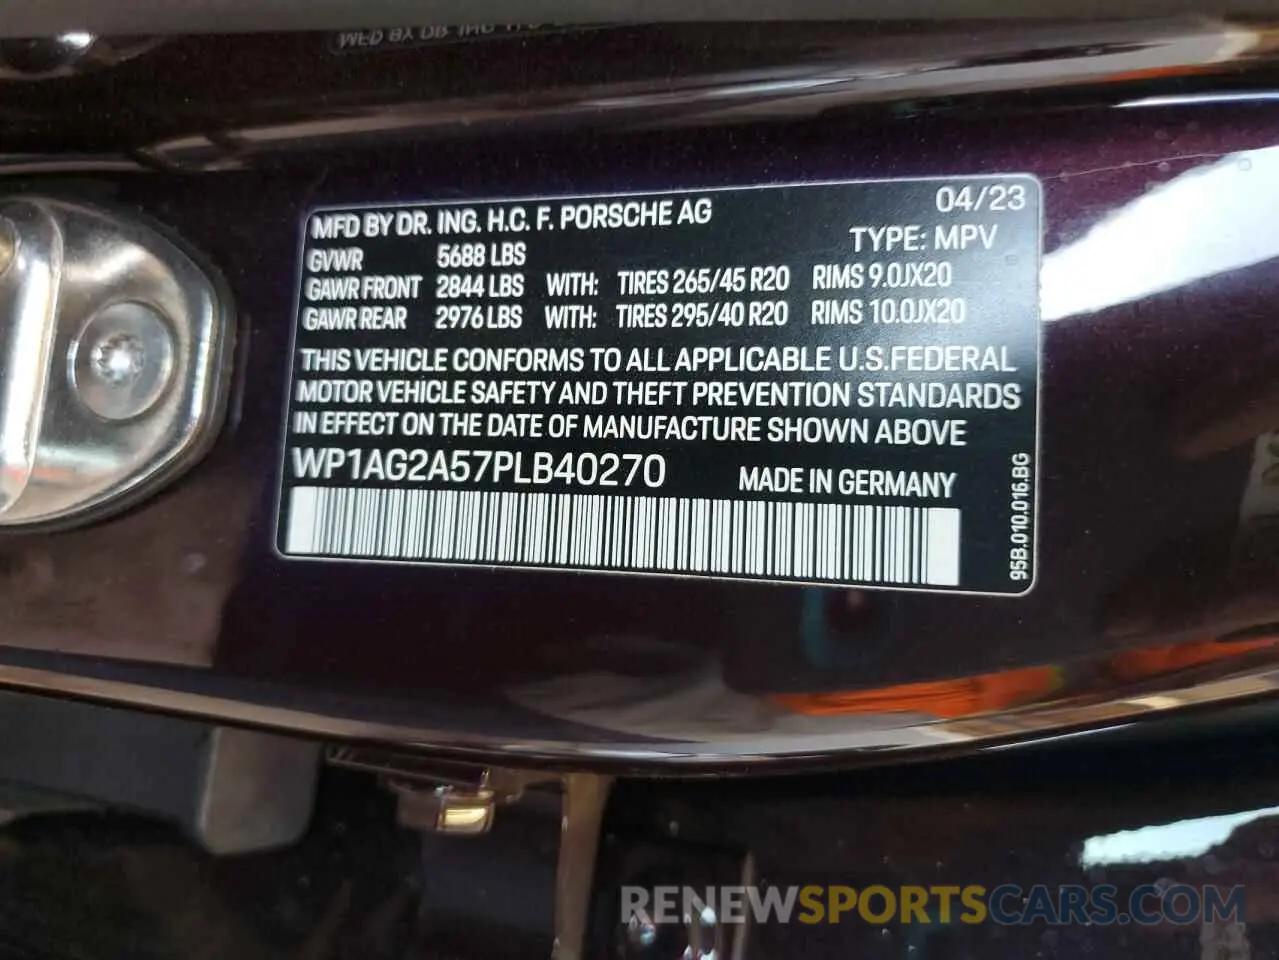 MFD BY DR. ING. H.C. F. PORSCHE AG 04/23
GVWR 5688 LBS TYPE: MPV
GAWR FRONT 2844 LBS WITH: TIRES 265/45 R20 RIMS 9.0JX20
GAWR REAR 2976 LBS WITH: TIRES 295/40 R20 RIMS 10.0JX20
THIS VEHICLE CONFORMS TO ALL APPLICABLE U.S.FEDERAL
MOTOR VEHICLE SAFETY AND THEFT PREVENTION STANDARDS
IN EFFECT ON THE DATE OF MANUFACTURE SHOWN ABOVE
WP1AG2A57PLB40270 MADE IN GERMANY
95B.010.016.BG
RENEWSPORTSCARS.COM